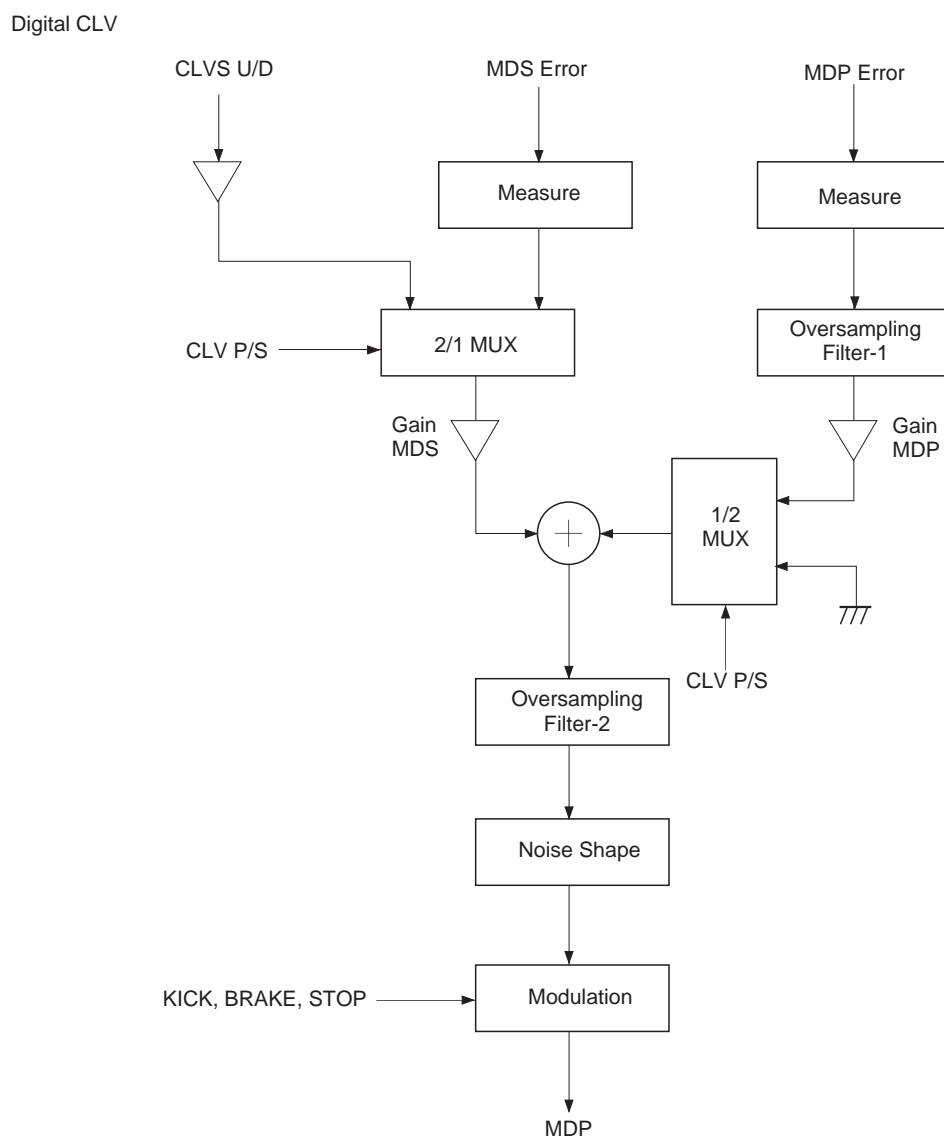 Digital CLV
CLVS U/D
MDS Error
MDP Error
Measure
Measure
Oversampling
Filter-1
CLV P/S
2/1 MUX
Gain
MDS
Gain
MDP
1/2
MUX
CLV P/S
Oversampling
Filter-2
Noise Shape
KICK, BRAKE, STOP
Modulation
MDP